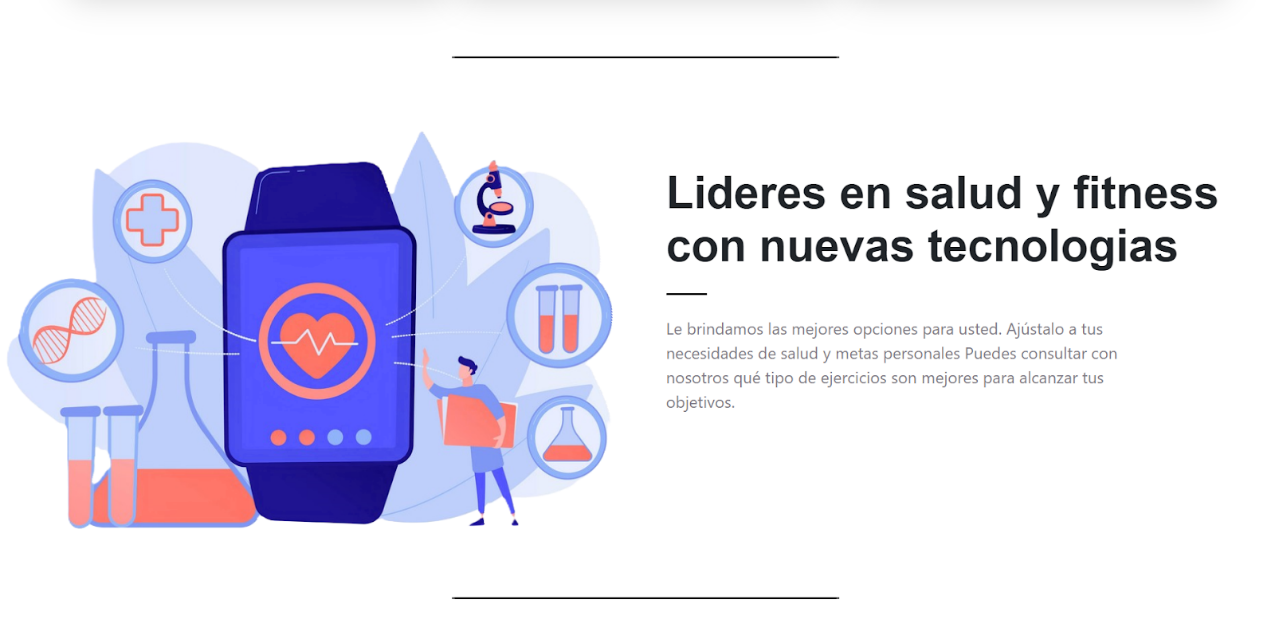 Lideres en salud y fitness
con nuevas tecnologias
Le brindamos las mejores opciones para usted. Ajústalo a tus
necesidades de salud y metas personales Puedes consultar con
nosotros qué tipo de ejercicios son mejores para alcanzar tus
objetivos.